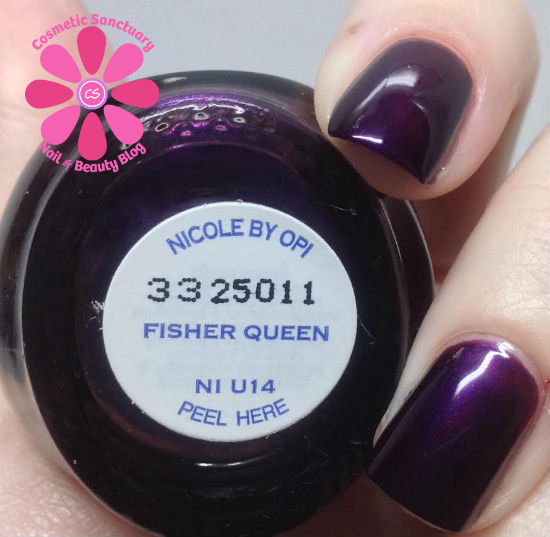 Cosmetic Sanctuary
CS
Nail & Beauty Blog
NICOLE BY OPI
3325011
FISHER QUEEN
NI U14
PEEL HERE